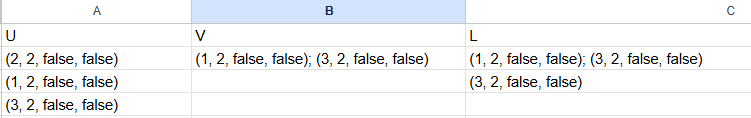 A B C
U V L
(2, 2, false, false) (1, 2, false, false); (3, 2, false, false) (1, 2, false, false); (3, 2, false, false)
(1, 2, false, false) (3, 2, false, false)
(3, 2, false, false)